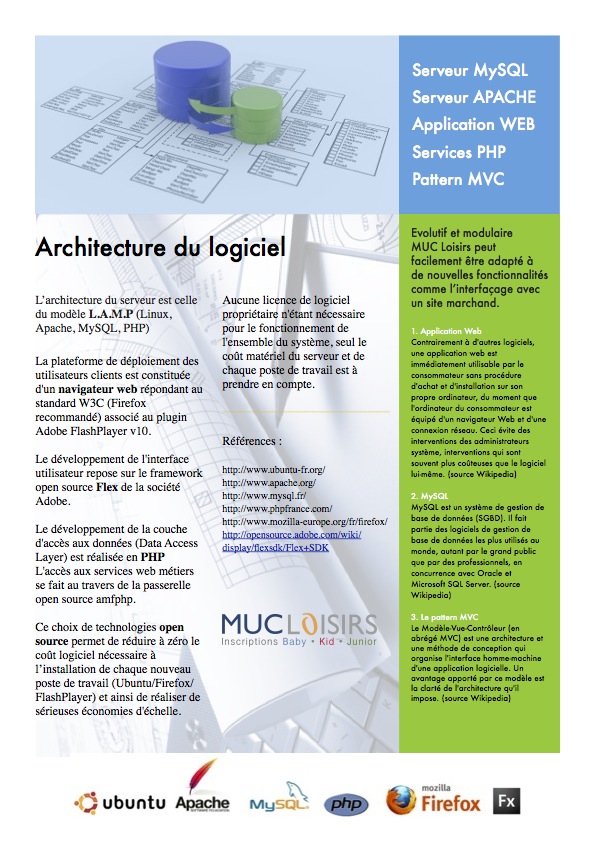 Serveur MySQL
Serveur APACHE
Application WEB
Services PHP
Pattern MVC
Architecture du logiciel
L'architecture du serveur est celle
du modèle L.A.M.P (Linux,
Apache, MySQL, PHP)
La plateforme de déploiement des
utilisateurs clients est constituée
d'un navigateur web répondant au
standard W3C (Firefox
recommandé) associé au plugin
Adobe FlashPlayer v10.
Le développement de l'interface
utilisateur repose sur le framework
open source Flex de la société
Adobe.
Le développement de la couche
d'accès aux données (Data Access
Layer) est réalisée en PHP
L'accès aux services web métiers
se fait au travers de la passerelle
open source amfphp.
Ce choix de technologies open
source permet de réduire à zéro le
coût logiciel nécessaire à
l'installation de chaque nouveau
poste de travail (Ubuntu/Firefox/
FlashPlayer) et ainsi de réaliser de
sérieuses économies d'échelle.
Aucune licence de logiciel
propriétaire n'étant nécessaire
pour le fonctionnement de
l'ensemble du système, seul le
coût matériel du serveur et de
chaque poste de travail est à
prendre en compte.
Références :
http://www.ubuntu-fr.org/
http://www.apache.org/
http://www.mysql.fr/
http://www.phpfrance.com/
http://www.mozilla-europe.org/fr/firefox/
http://opensource.adobe.com/wiki/
display/flexsdk/Flex+SDK
MUC LOISIRS
Inscriptions Baby • Kid • Junior
Evolutif et modulaire
MUC Loisirs peut
facilement être adapté à
de nouvelles fonctionnalités
comme l'interfaçage avec
un site marchand.
1. Application Web
Contrairement à d'autres logiciels,
une application web est
immédiatement utilisable par le
consommateur sans procédure
d'achat et d'installation sur son
propre ordinateur, du moment que
l'ordinateur du consommateur est
équipé d'un navigateur Web et d'une
connexion réseau. Ceci évite des
interventions des administrateurs
système, interventions qui sont
souvent plus coûteuses que le logiciel
lui-même. (source Wikipedia)
2. MySQL
MySQL est un système de gestion de
base de données (SGBD). Il fait
partie des logiciels de gestion de
base de données les plus utilisés au
monde, autant par le grand public
que par des professionnels, en
concurrence avec Oracle et
Microsoft SQL Server. (source
Wikipedia)
3. Le pattern MVC
Le Modèle-Vue-Contrôleur (en
abrégé MVC) est une architecture et
une méthode de conception qui
organise l'interface homme-machine
d'une application logicielle. Un
avantage apporté par ce modèle est
la clarté de l'architecture qu'il
impose. (source Wikipedia)
ubuntu
Apache
MySQL
php
mozilla
Firefox
Fx